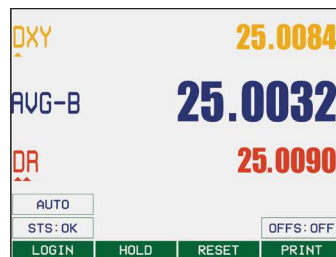 DXY 25.0084
AVG-B 25.0032
DR 25.0090
AUTO
STS:OK OFFS:OFF
LOGIN HOLD RESET PRINT